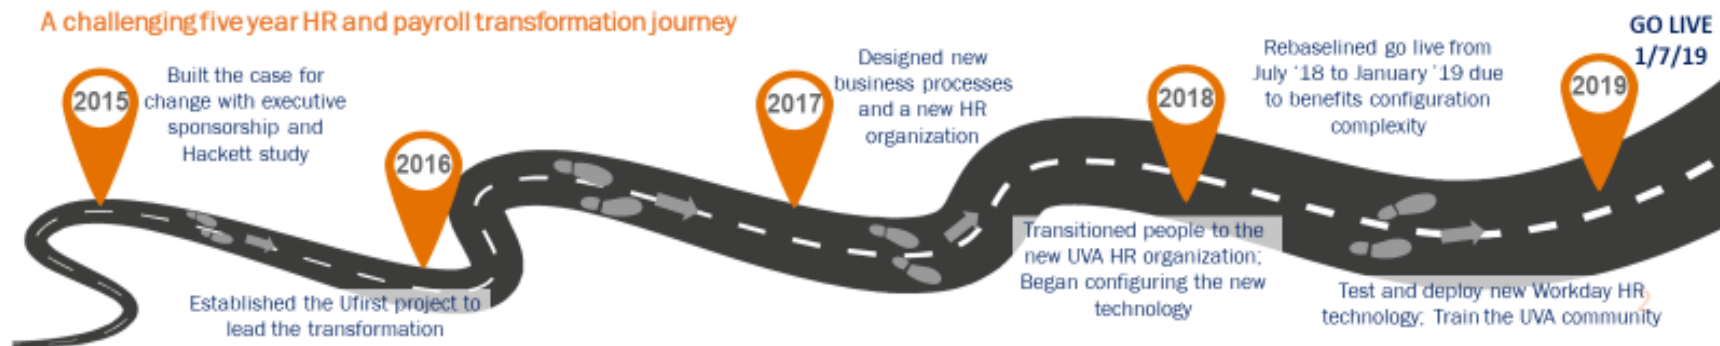 A challenging five year HR and payroll transformation journey
2015
Built the case for
change with executive
sponsorship and
Hackett study
2016
Established the Ufirst project to
lead the transformation
2017
Designed new
business processes
and a new HR
organization
Transitioned people to the
new UVA HR organization;
Began configuring the new
technology
2018
Rebaselined go live from
July '18 to January '19 due
to benefits configuration
complexity
2019
GO LIVE
1/7/19
Test and deploy new Workday HR
technology; Train the UVA community
2